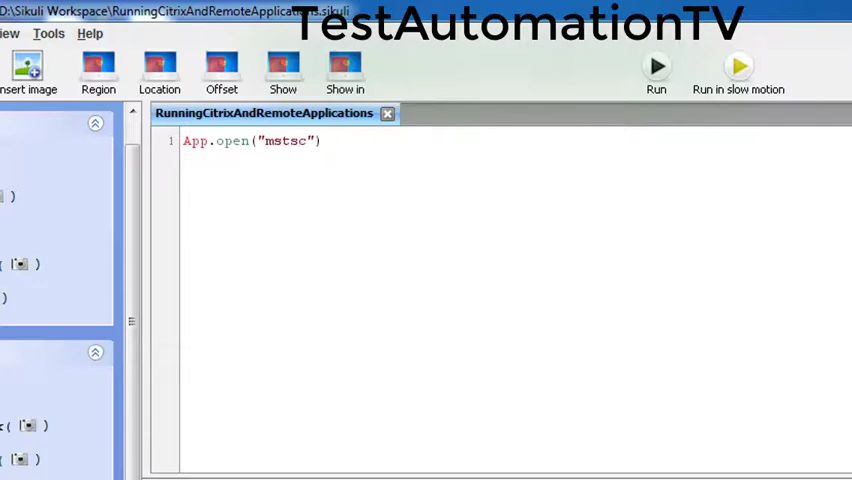 D:\Sikuli Workspace\RunningCitrixAndRemoteApplications.sikuli
TestAutomationTV
iew Tools Help
nsert image Region Location Offset Show Show in Run Run in slow motion
RunningCitrixAndRemoteApplications
1 App.open("mstsc")
)
( )
)
c( )
( )